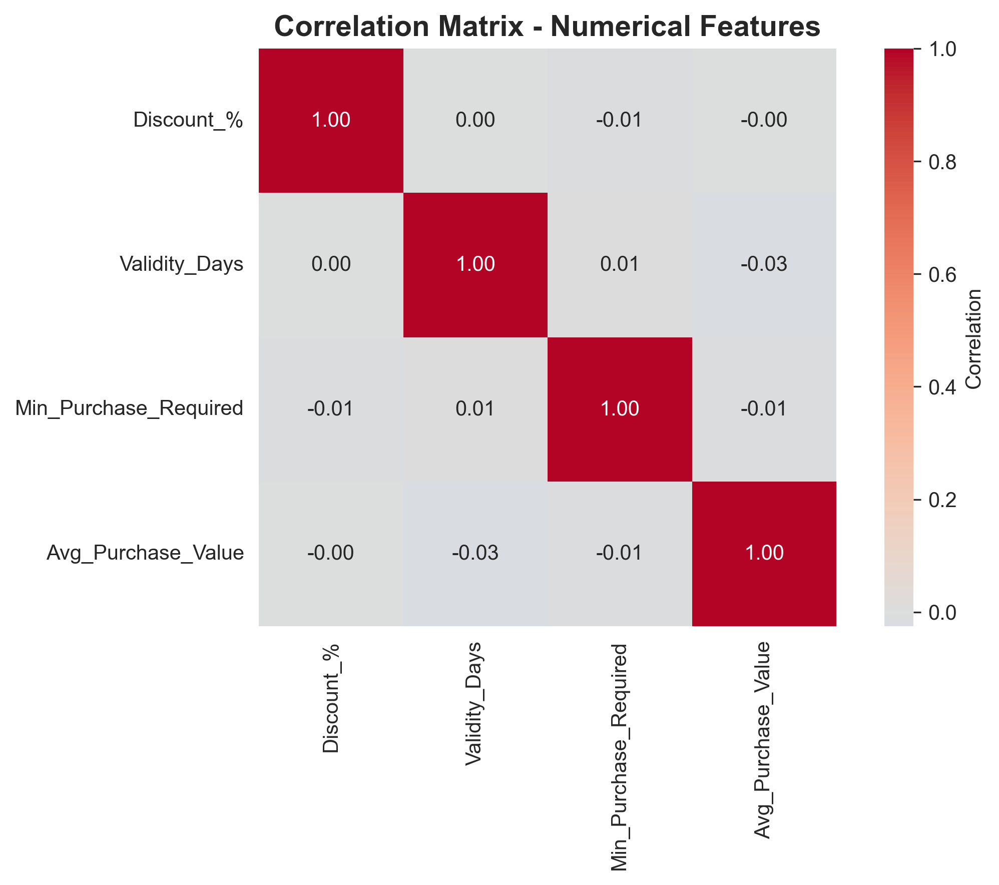 Correlation Matrix - Numerical Features
Discount_% 1.00 0.00 -0.01 -0.00
Validity_Days 0.00 1.00 0.01 -0.03
Min_Purchase_Required -0.01 0.01 1.00 -0.01
Avg_Purchase_Value -0.00 -0.03 -0.01 1.00
Discount_%
Validity_Days
Min_Purchase_Required
Avg_Purchase_Value
1.0
0.8
0.6
0.4
0.2
0.0
Correlation